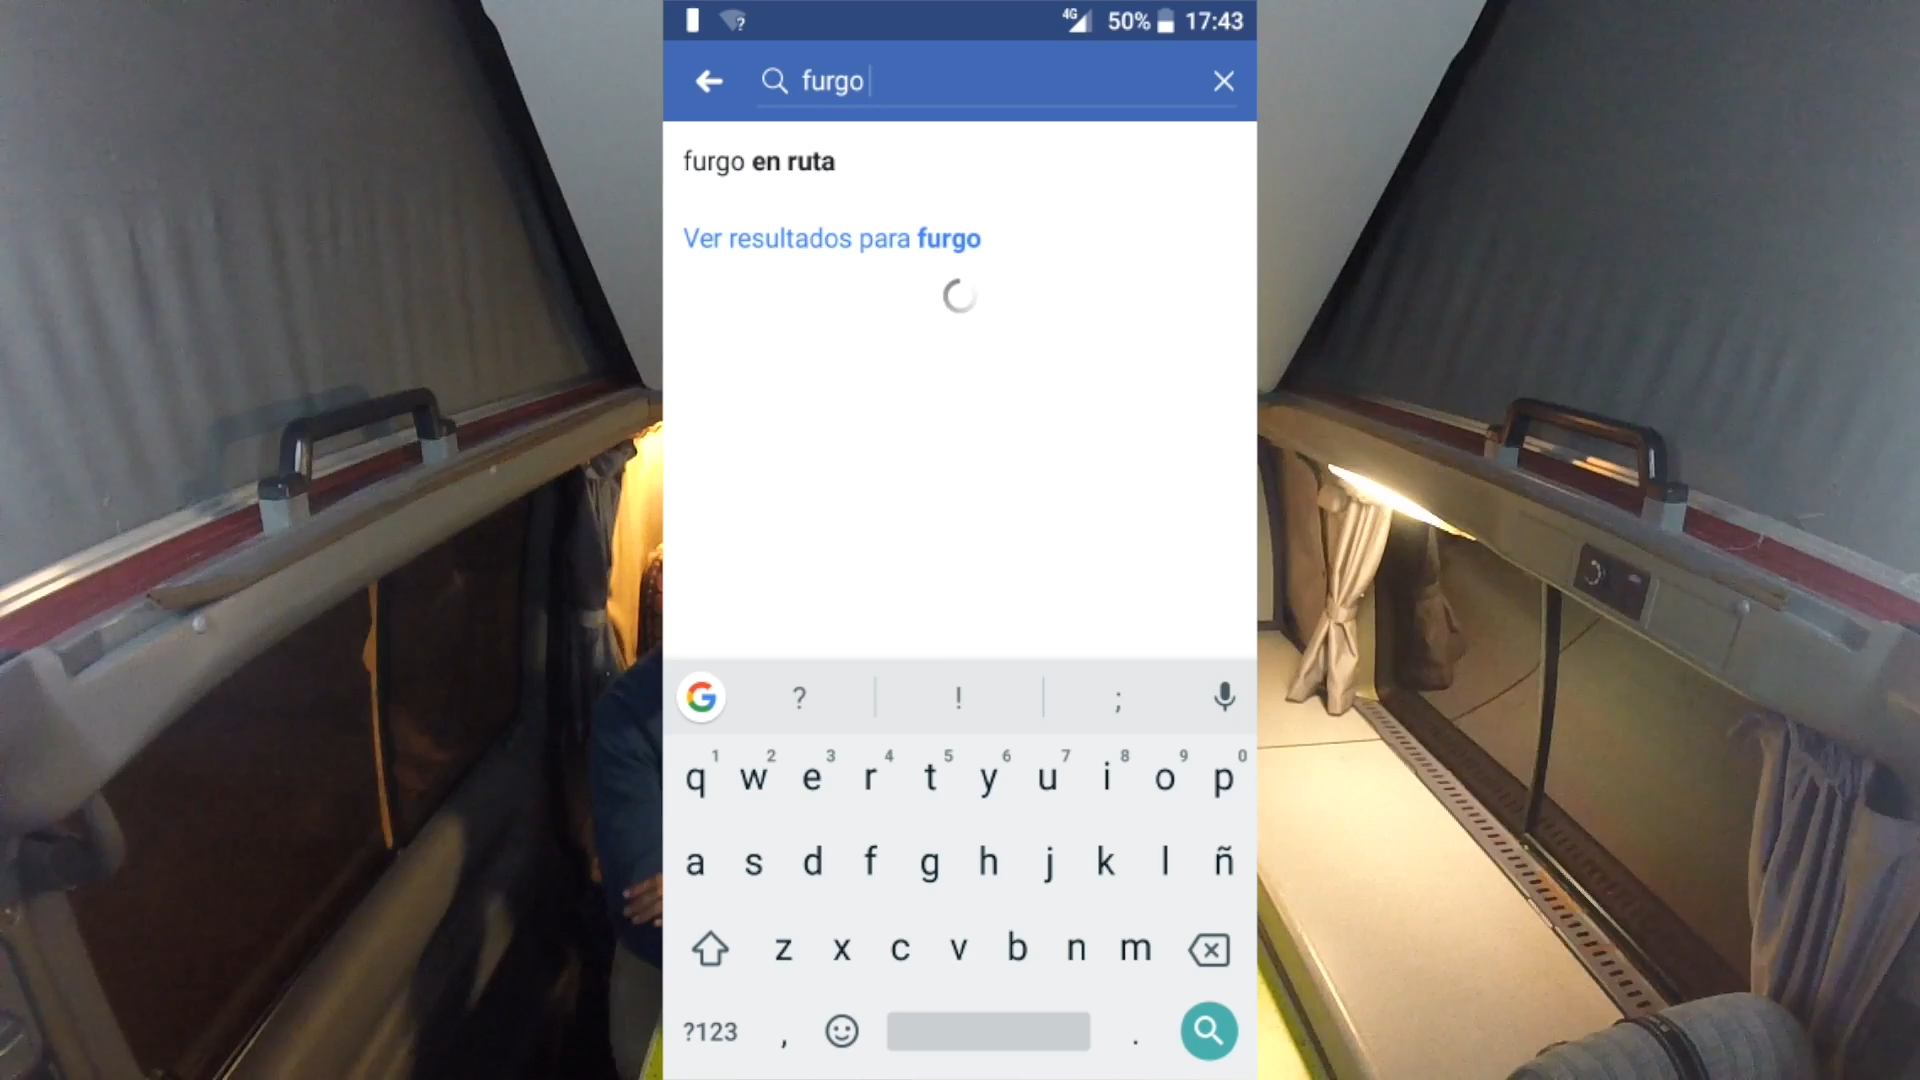 ? 4G 50% 17:43
furgo
furgo en ruta
Ver resultados para furgo
G ? ! ;
1 2 3 4 5 6 7 8 9 0
q w e r t y u i o p
a s d f g h j k l ñ
z x c v b n m
?123 , .